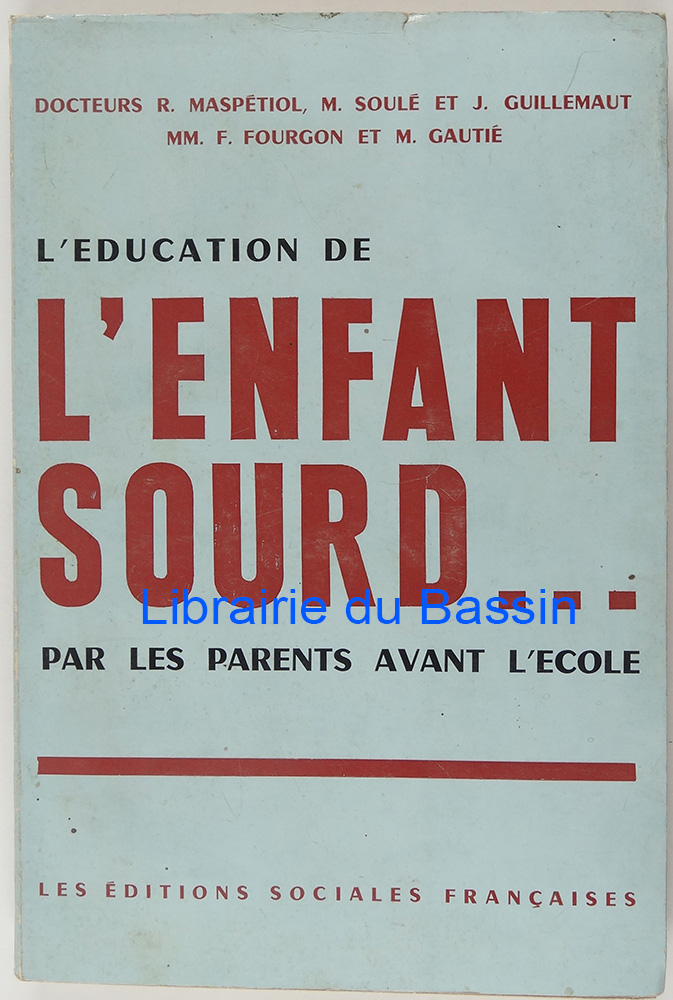 DOCTEURS R. MASPÉTIOL, M. SOULÉ ET J. GUILLEMAUT
MM. F. FOURGON ET M. GAUTIÉ
L'EDUCATION DE
L'ENFANT
SOURD...
Librairie du Bassin
PAR LES PARENTS AVANT L'ECOLE
LES ÉDITIONS SOCIALES FRANÇAISES